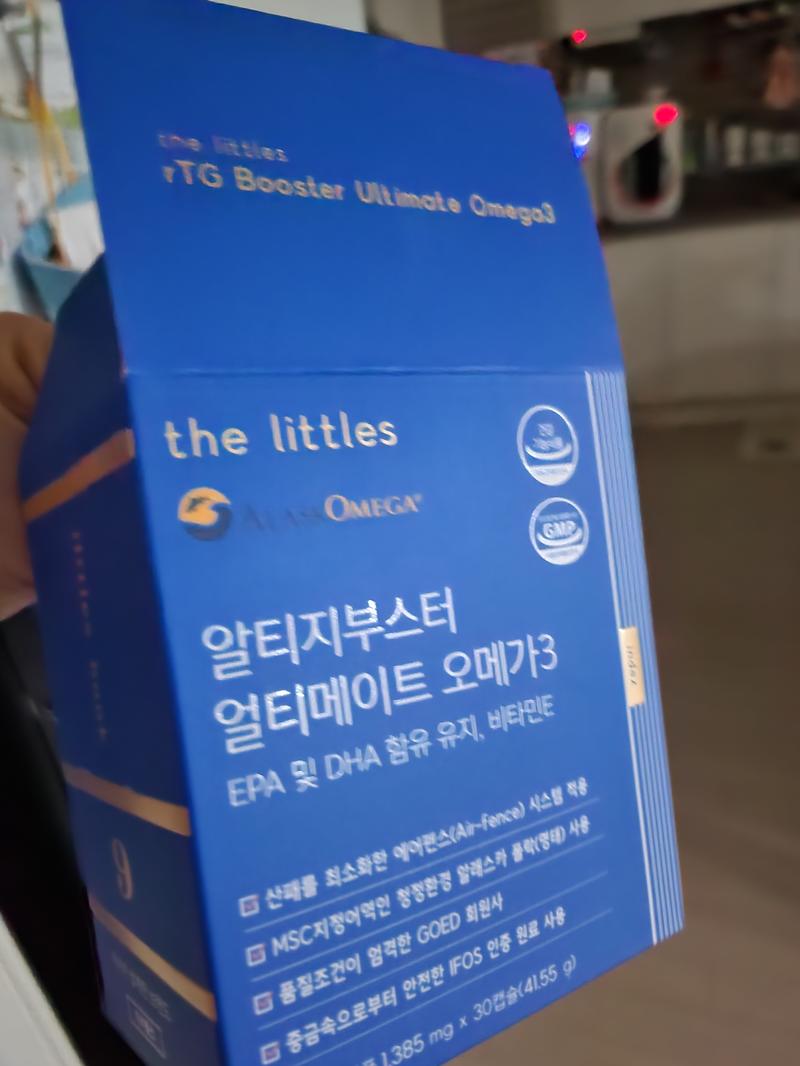 the littles
rTG Booster Ultimate Omega3
the littles
ALASKOMEGA®
GMP
알티지부스터
얼티메이트 오메가3
EPA 및 DHA 함유 유지, 비타민E
산패를 최소화한 에어펜스(Air-fence) 시스템 적용
MSC지정어역인 청정환경 알래스카 폴락(명태) 사용
품질조건이 엄격한 GOED 회원사
중금속으로부터 안전한 IFOS 인증 원료 사용
1,385 mg x 30캡슐(41.55 g)
9